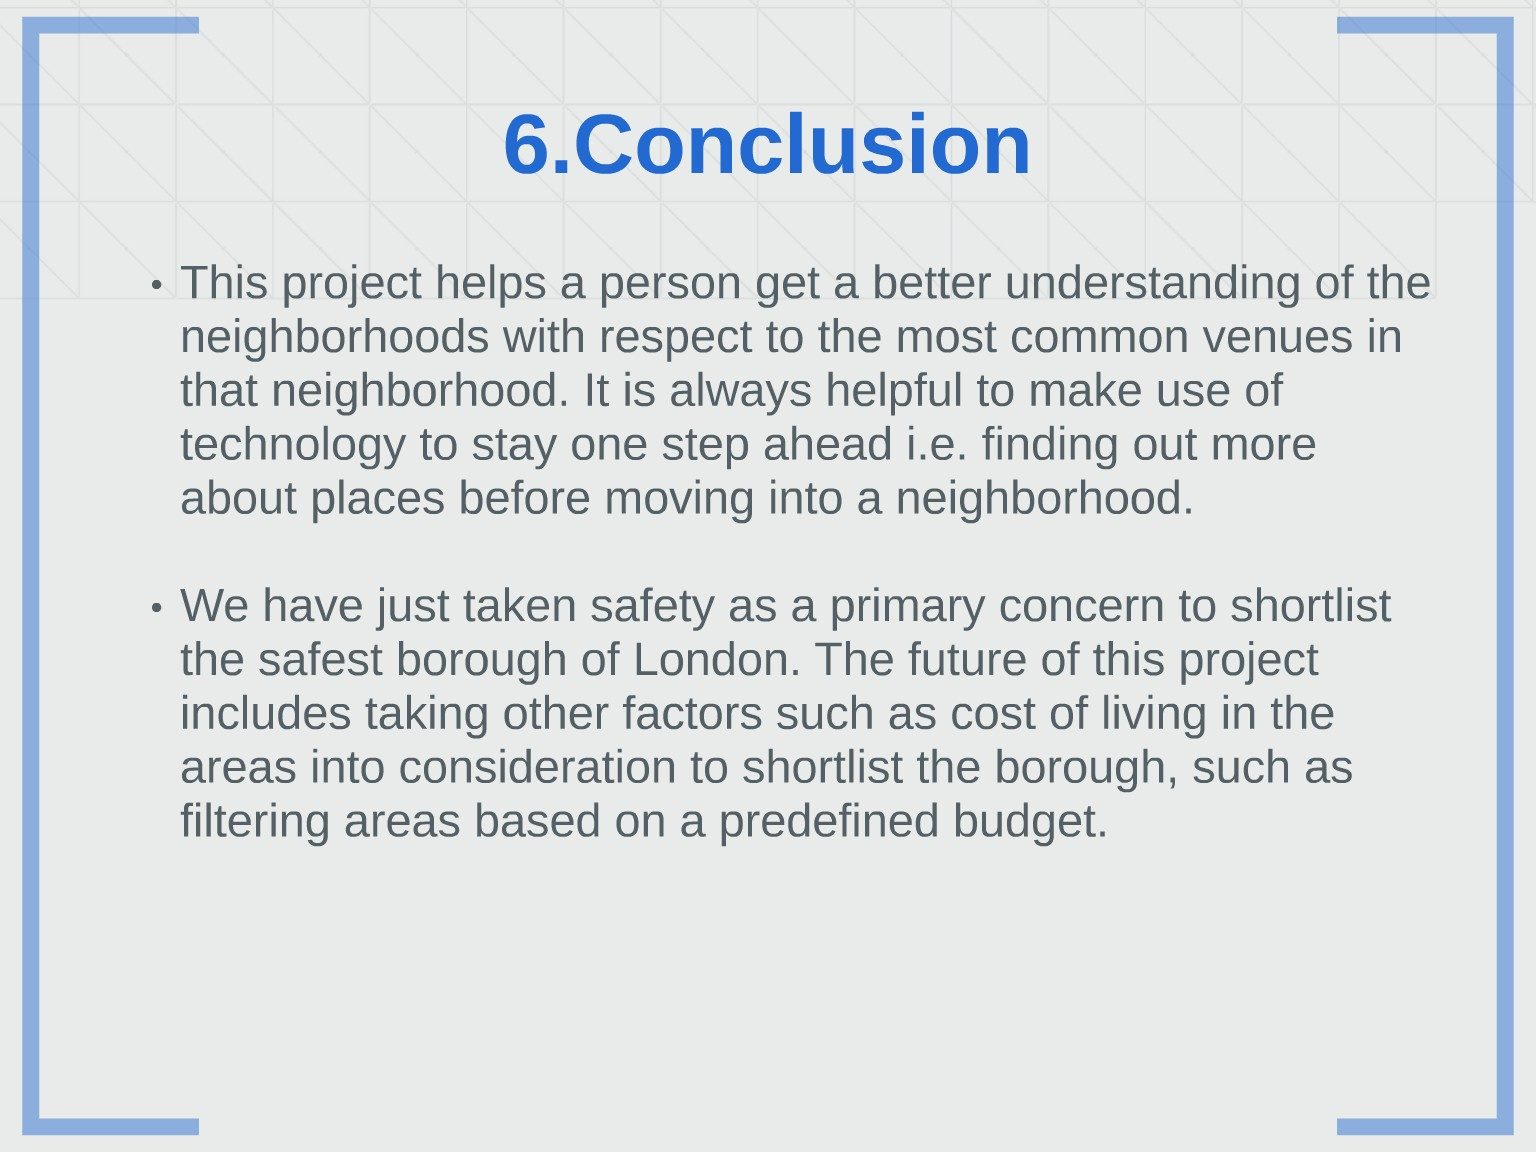 6.Conclusion
• This project helps a person get a better understanding of the
neighborhoods with respect to the most common venues in
that neighborhood. It is always helpful to make use of
technology to stay one step ahead i.e. finding out more
about places before moving into a neighborhood.
• We have just taken safety as a primary concern to shortlist
the safest borough of London. The future of this project
includes taking other factors such as cost of living in the
areas into consideration to shortlist the borough, such as
filtering areas based on a predefined budget.